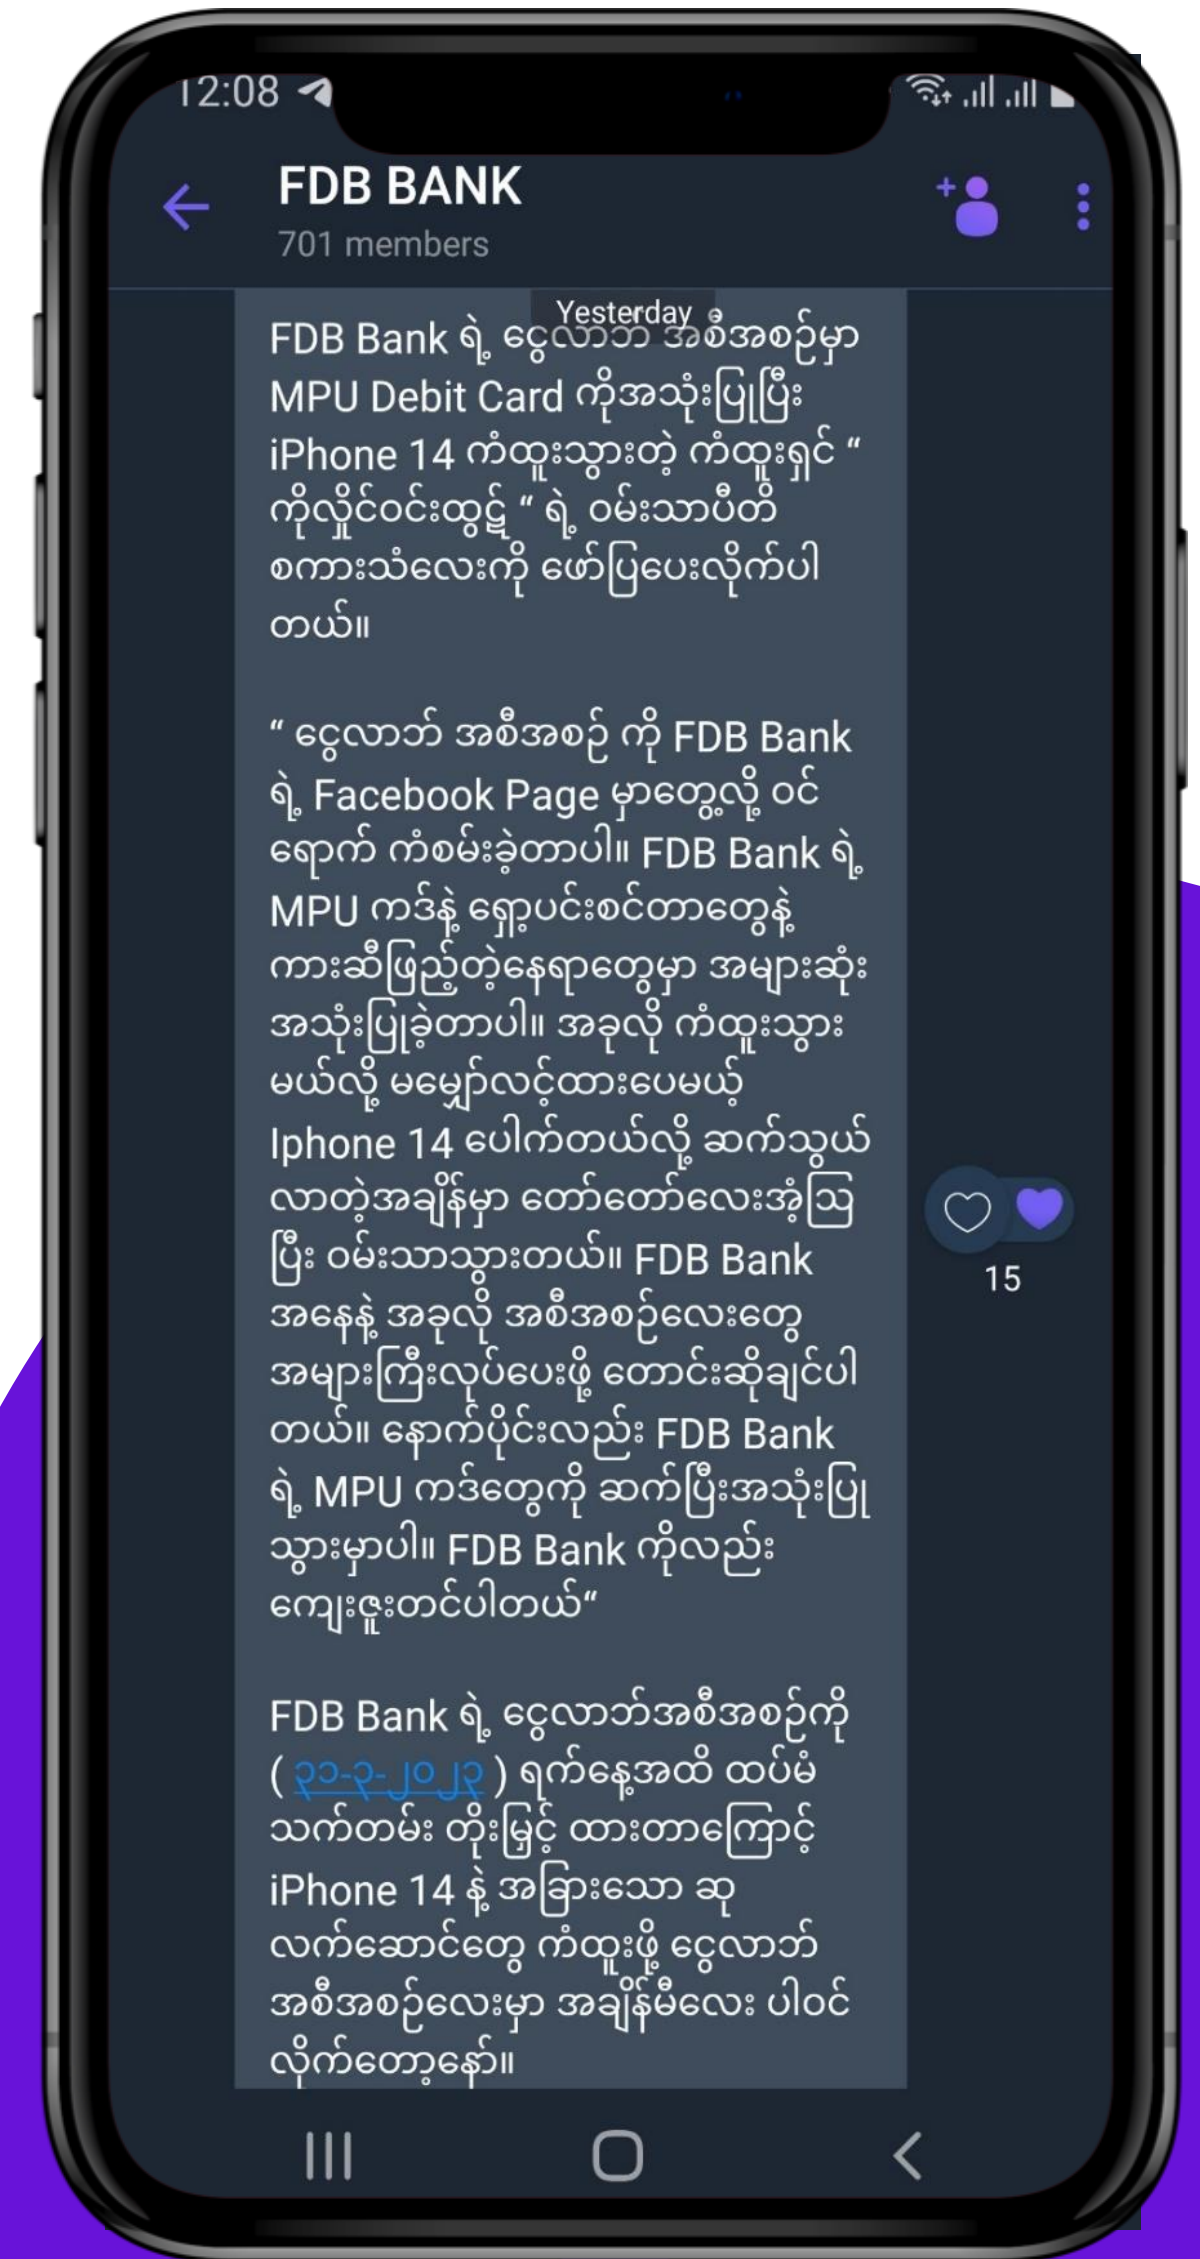 12:08
FDB BANK
701 members
Yesterday
FDB Bank ရဲ့ ငွေလာဘ် အစီအစဉ်မှာ
MPU Debit Card ကိုအသုံးပြုပြီး
iPhone 14 ကံထူးသွားတဲ့ ကံထူးရှင် “
ကိုလှိုင်ဝင်းထွဋ် “ ရဲ့ ဝမ်းသာပီတိ
စကားသံလေးကို ဖော်ပြပေးလိုက်ပါ
တယ်။
“ ငွေလာဘ် အစီအစဉ် ကို FDB Bank
ရဲ့ Facebook Page မှာတွေ့လို့ ဝင်
ရောက် ကံစမ်းခဲ့တာပါ။ FDB Bank ရဲ့
MPU ကဒ်နဲ့ ရှော့ပင်းစင်တာတွေနဲ့
ကားဆီဖြည့်တဲ့နေရာတွေမှာ အများဆုံး
အသုံးပြုခဲ့တာပါ။ အခုလို ကံထူးသွား
မယ်လို့ မမျှော်လင့်ထားပေမယ့်
Iphone 14 ပေါက်တယ်လို့ ဆက်သွယ်
လာတဲ့အချိန်မှာ တော်တော်လေးအံ့ဩ
ပြီး ဝမ်းသာသွားတယ်။ FDB Bank
အနေနဲ့ အခုလို အစီအစဉ်လေးတွေ
အများကြီးလုပ်ပေးဖို့ တောင်းဆိုချင်ပါ
တယ်။ နောက်ပိုင်းလည်း FDB Bank
ရဲ့ MPU ကဒ်တွေကို ဆက်ပြီးအသုံးပြု
သွားမှာပါ။ FDB Bank ကိုလည်း
ကျေးဇူးတင်ပါတယ်“
15
FDB Bank ရဲ့ ငွေလာဘ်အစီအစဉ်ကို
( ၃၁-၃-၂၀၂၃ ) ရက်နေ့အထိ ထပ်မံ
သက်တမ်း တိုးမြှင့် ထားတာကြောင့်
iPhone 14 နဲ့ အခြားသော ဆု
လက်ဆောင်တွေ ကံထူးဖို့ ငွေလာဘ်
အစီအစဉ်လေးမှာ အချိန်မီလေး ပါဝင်
လိုက်တော့နော်။